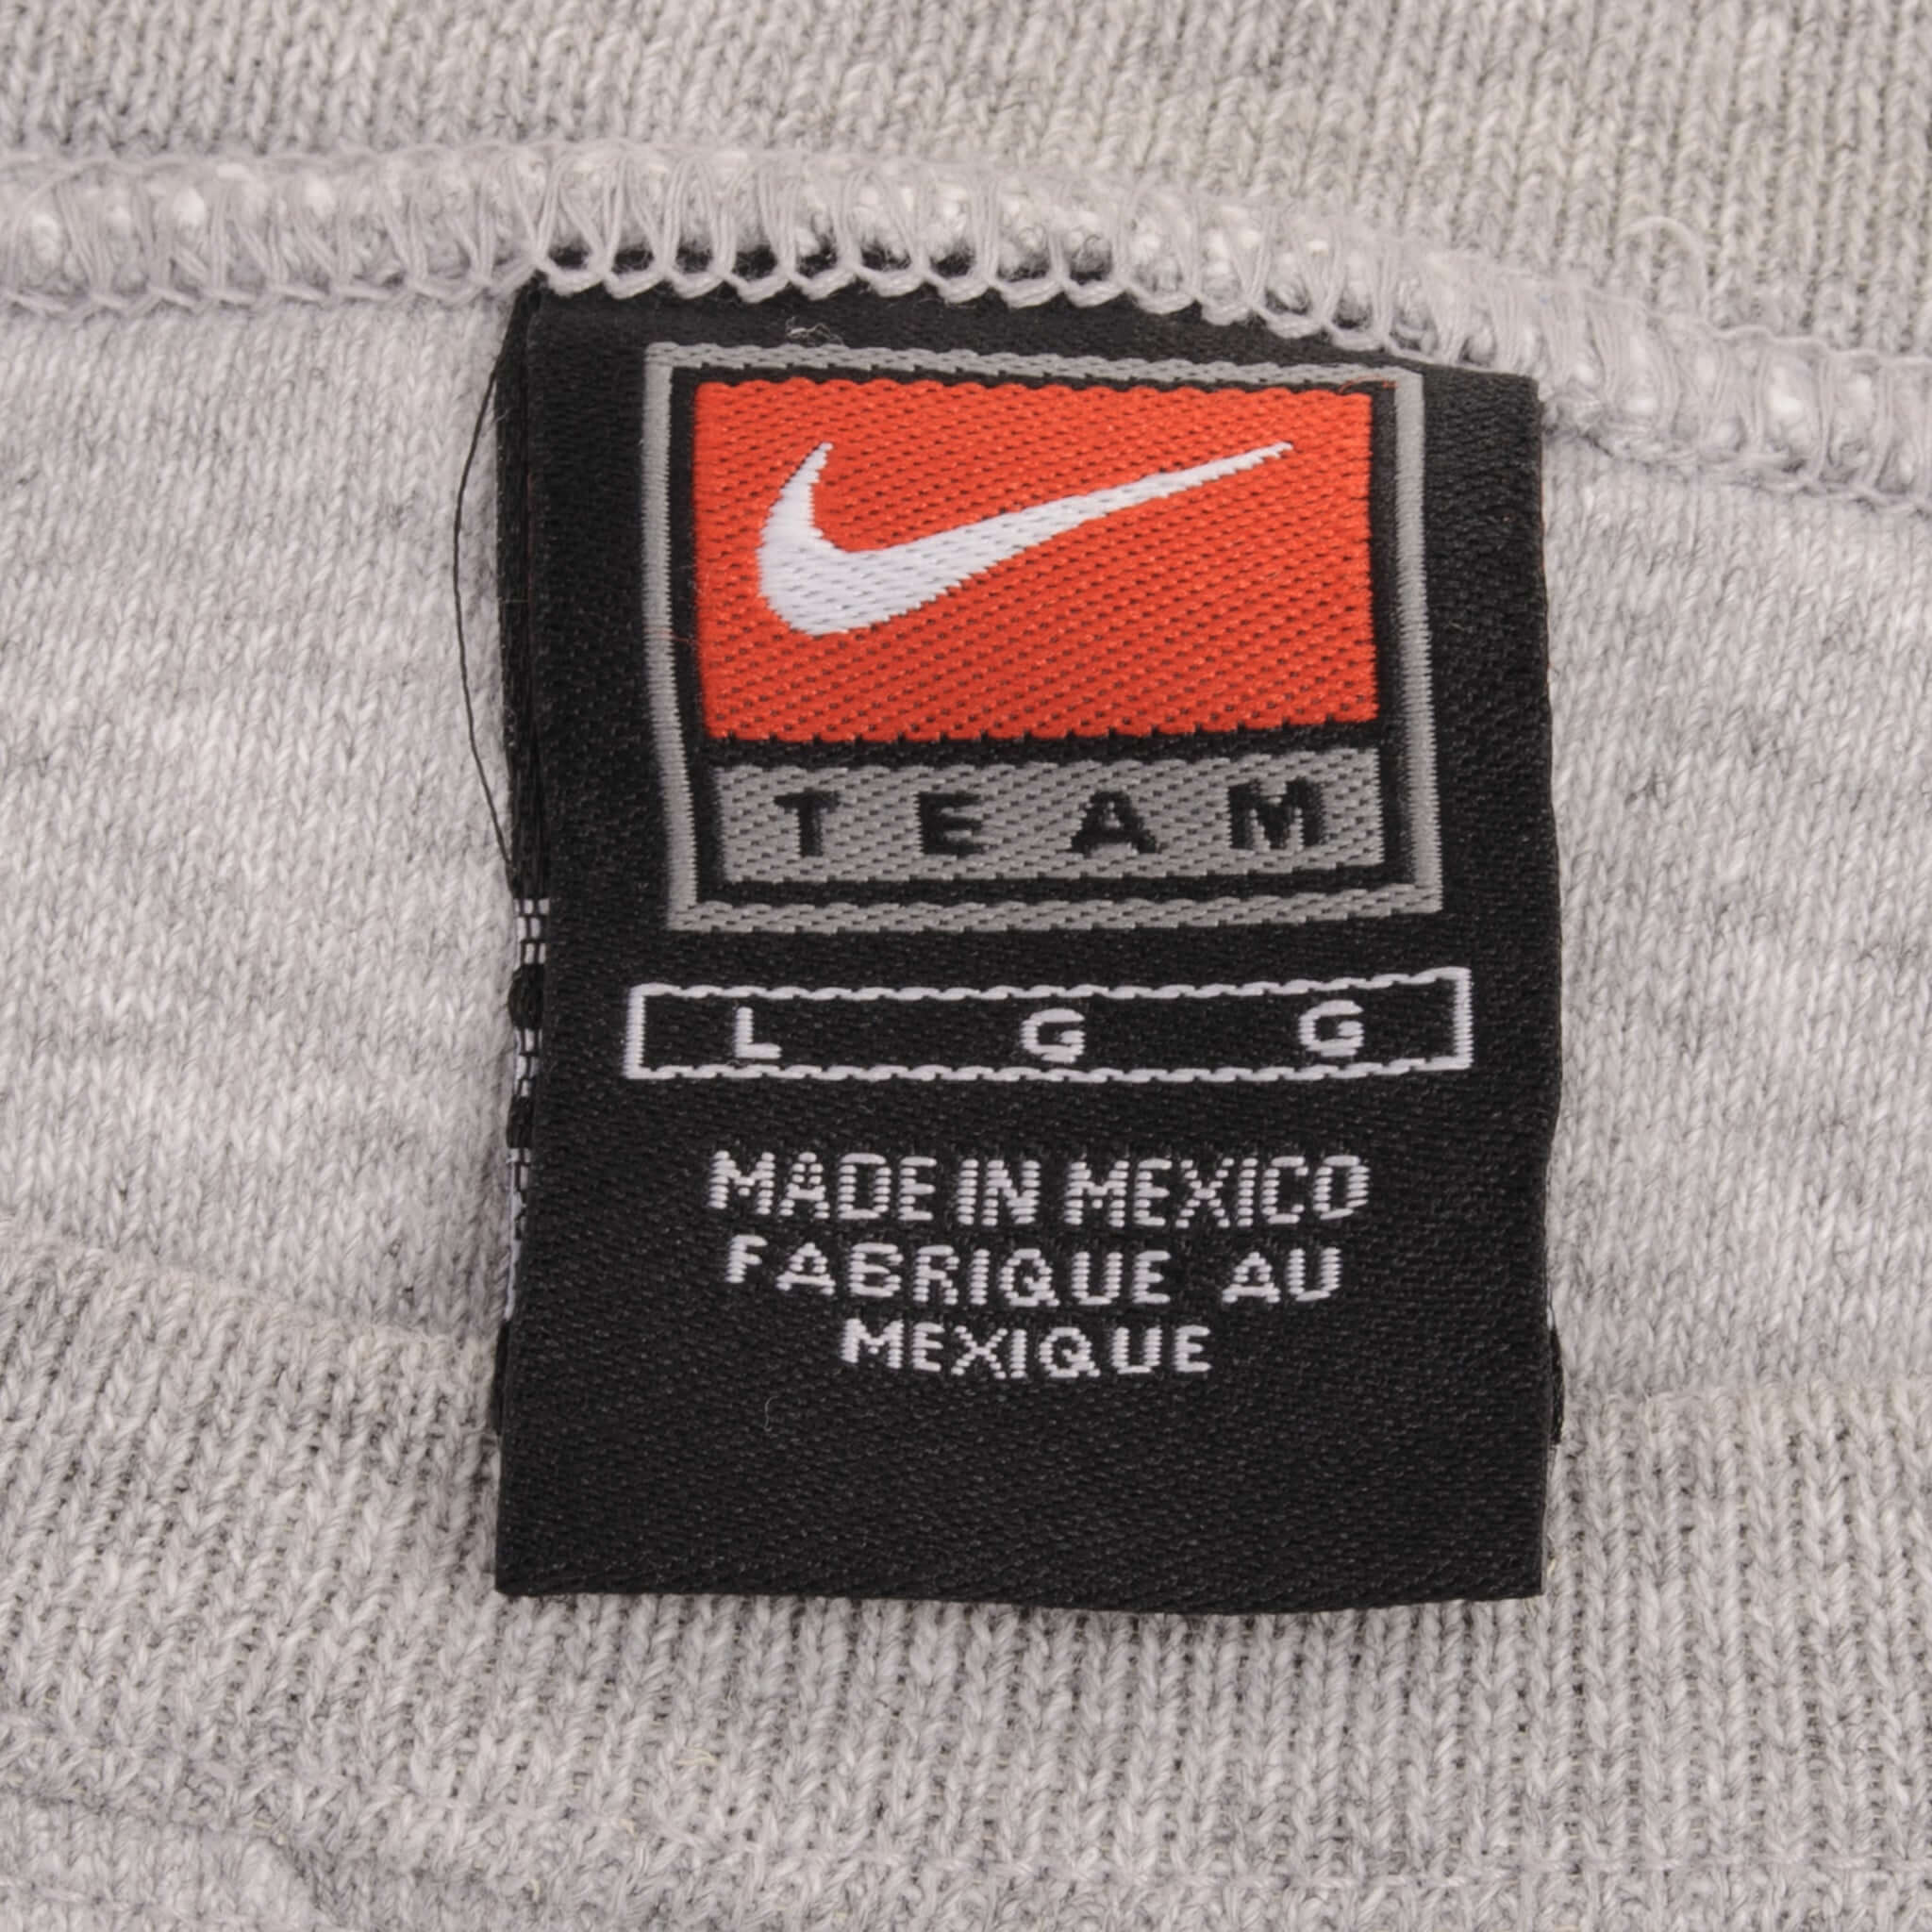 TEAM
L G G
MADE IN MEXICO
FABRIQUE AU
MEXIQUE